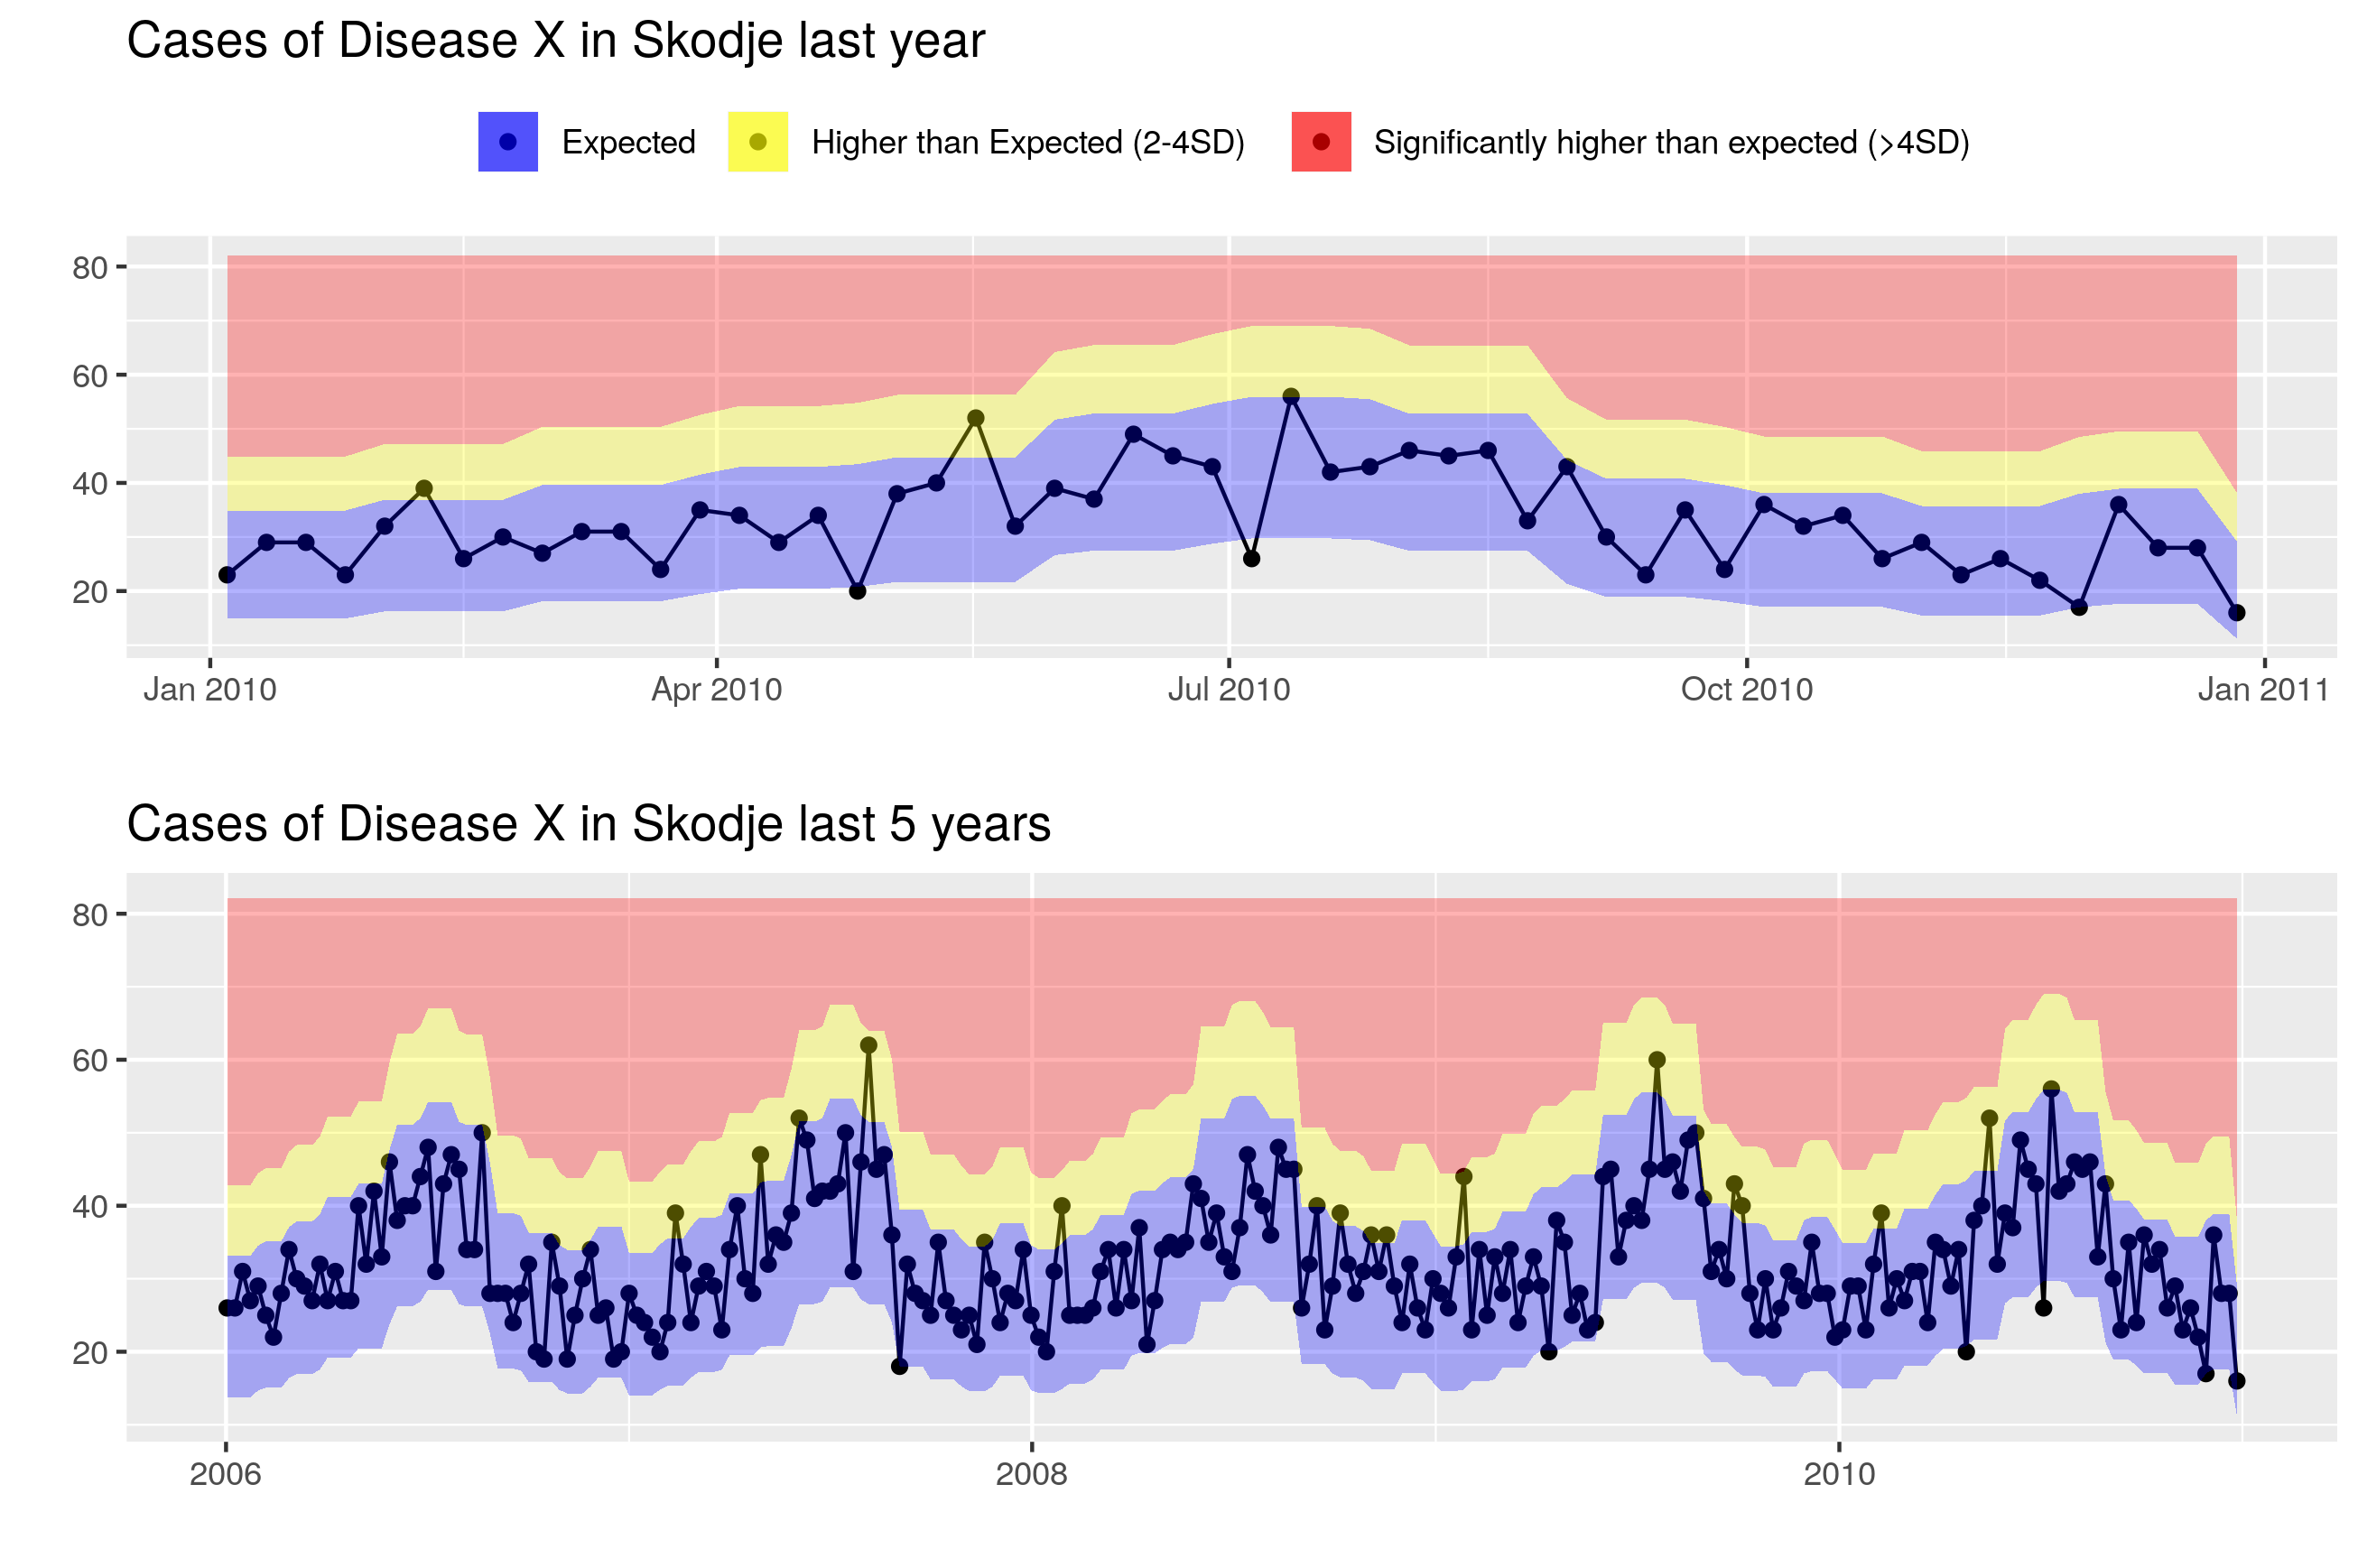 Cases of Disease X in Skodje last year
Expected Higher than Expected (2-4SD) Significantly higher than expected (>4SD)
80
60
40
20
Jan 2010 Apr 2010 Jul 2010 Oct 2010 Jan 2011
Cases of Disease X in Skodje last 5 years
80
60
40
20
2006 2008 2010